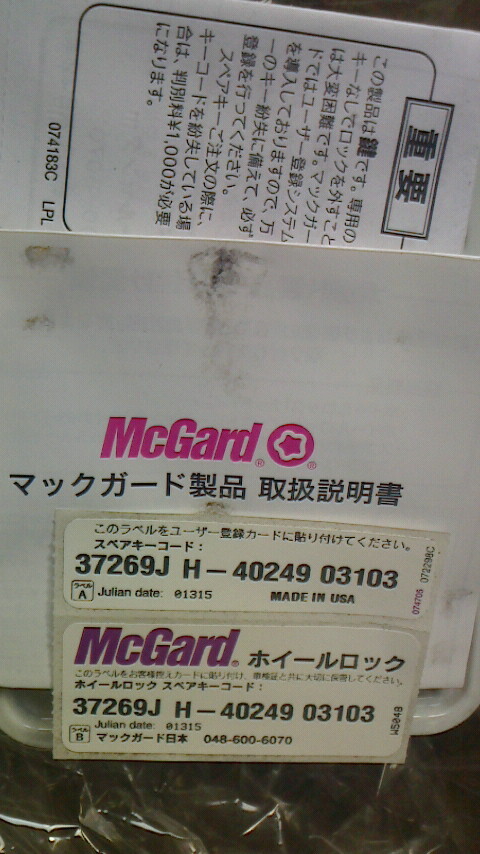 重要
この製品は 鍵です。専用の
キーなしでロックを外すこと
は大変困難です。マックガー
ドではユーザー登録システム
を導入しておりますので、万
一のキー紛失に備えて、必ず
登録を行ってください。
スペアキーご注文の際に、
キーコードを紛失している場
合は、判別料¥1,000が必要
になります。
074183C LPL
McGard
マックガード製品 取扱説明書
このラベルをユーザー登録カードに貼り付けてください。
スペアキーコード：
37269J H－40249 03103
ラベル A Julian date: 01315 MADE IN USA
074705 079298C
McGard ホイールロック
このラベルをお客様控えカードに貼り付け、車検証と共に大切に保管してください。
ホイールロック スペアキーコード：
37269J H－40249 03103
Julian date: 01315
ラベル B マックガード日本 048-600-6070
WS04B